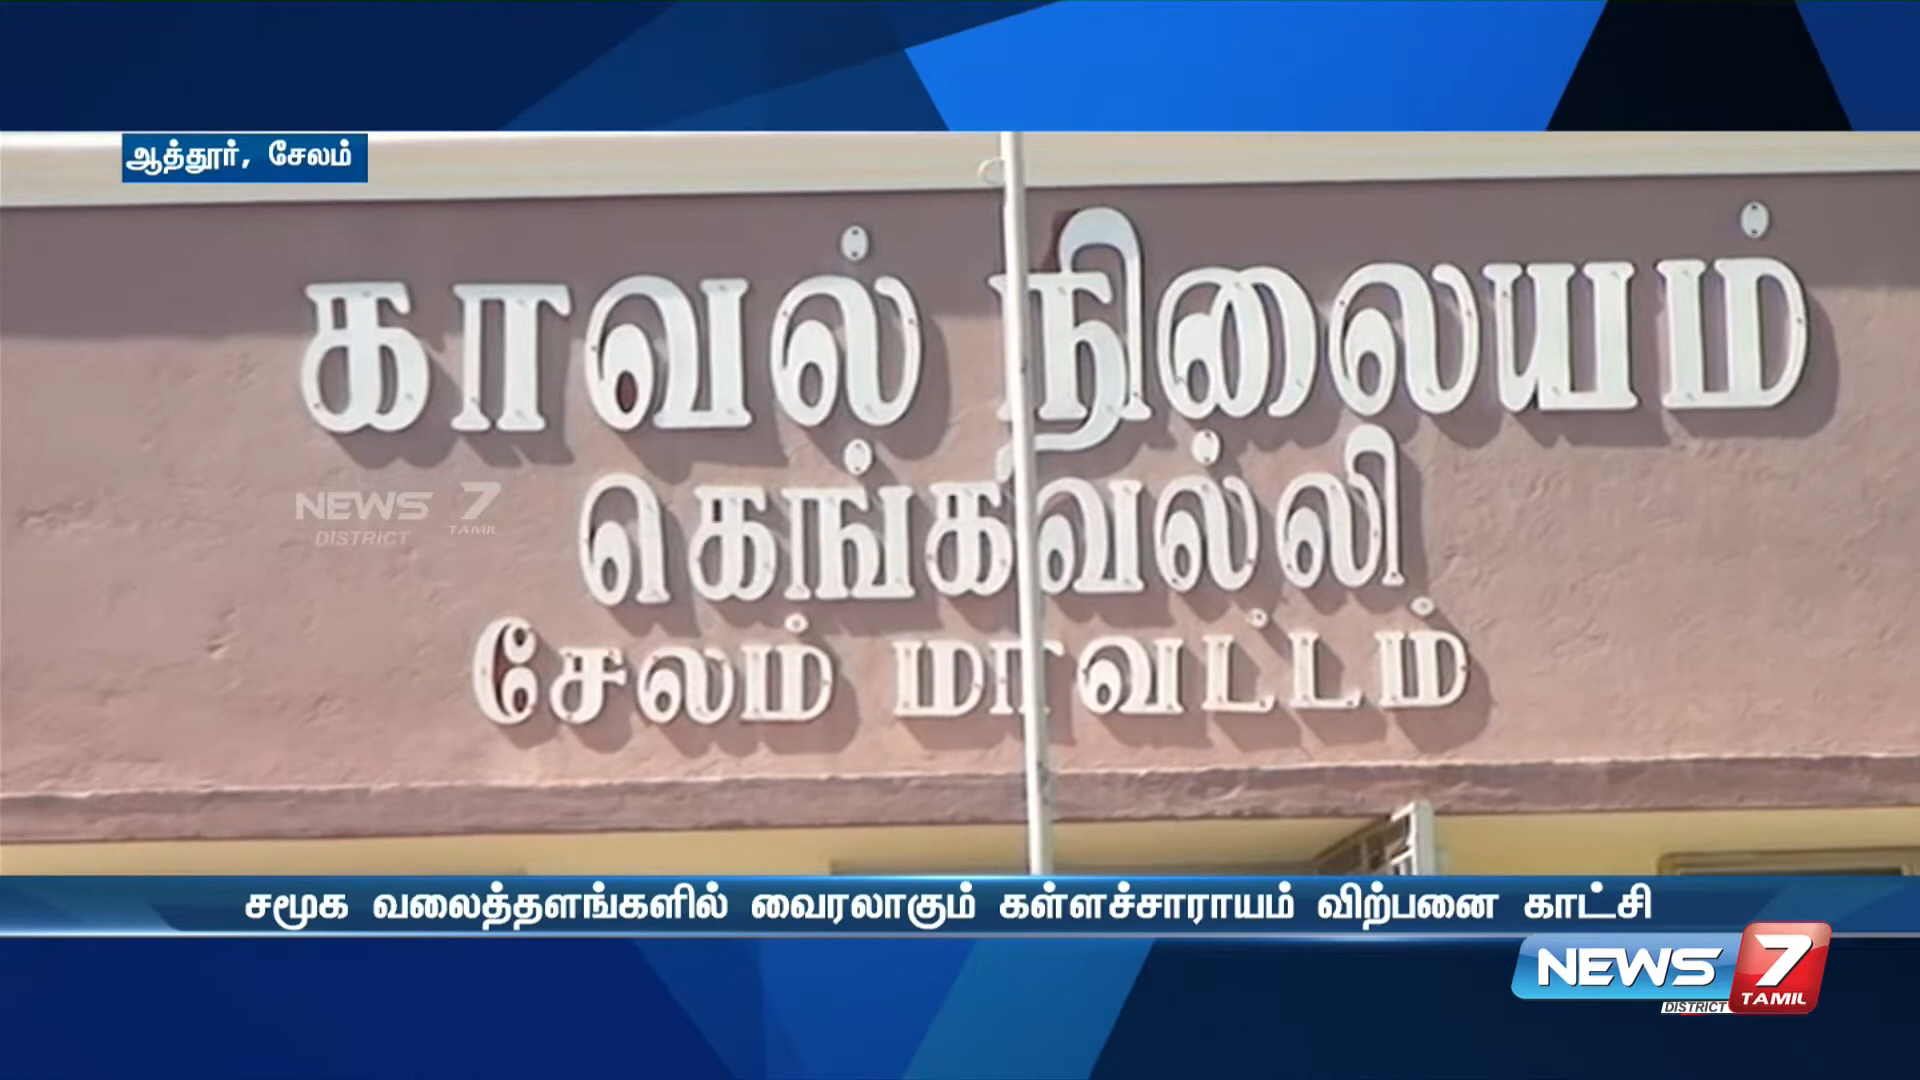 ஆத்தூர், சேலம்
காவல் நிலையம்
கெங்கவல்லி
சேலம் மாவட்டம்
NEWS 7
DISTRICT TAMIL
சமூக வலைத்தளங்களில் வைரலாகும் கள்ளச்சாராயம் விற்பனை காட்சி
NEWS 7
DISTRICT TAMIL